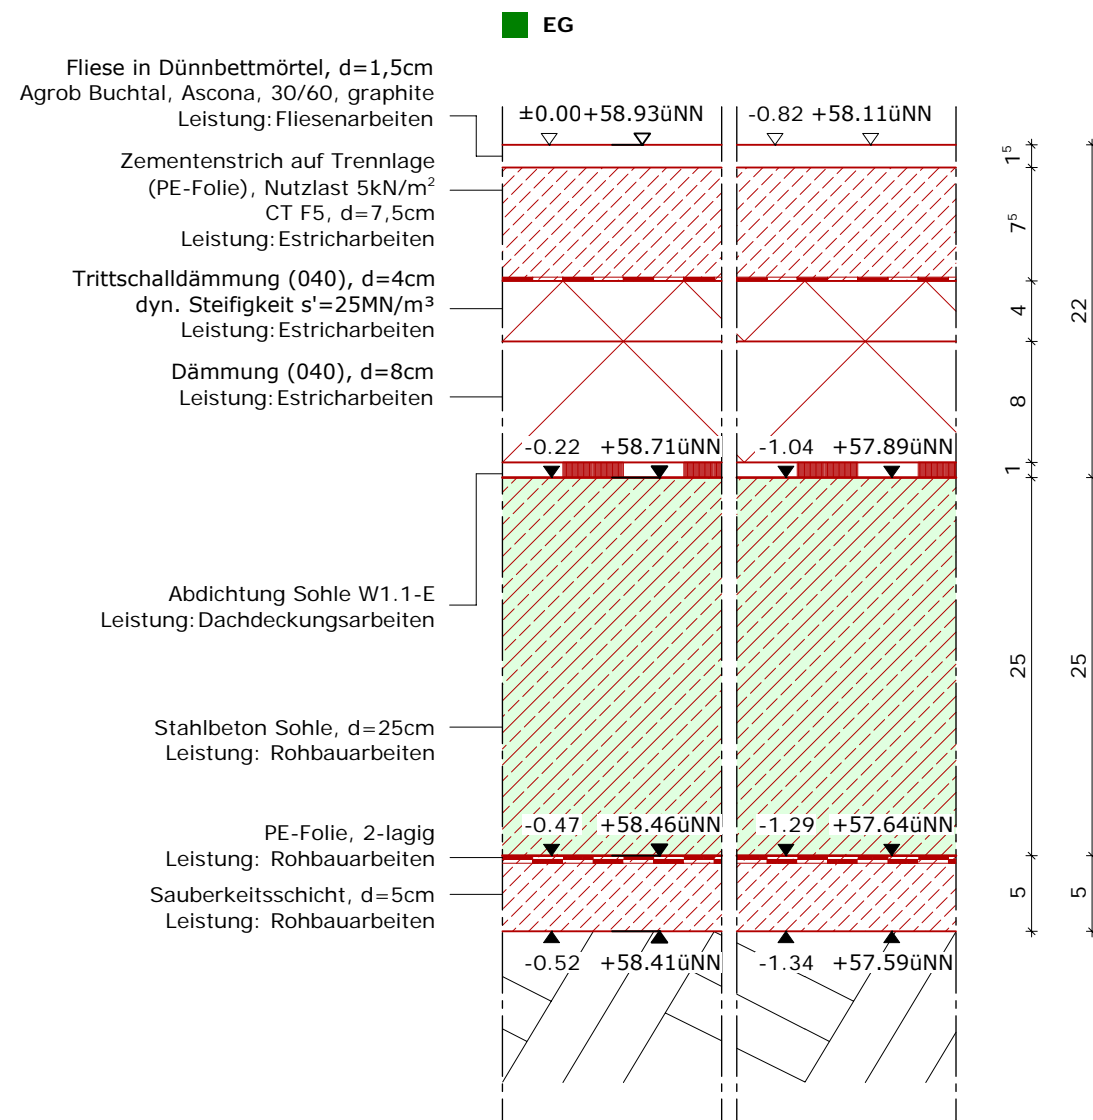 EG
Fliese in Dünnbettmörtel, d=1,5cm
Agrob Buchtal, Ascona, 30/60, graphite
Leistung: Fliesenarbeiten
±0.00 +58.93üNN
-0.82 +58.11üNN
1⁵
Zementenstrich auf Trennlage
(PE-Folie), Nutzlast 5kN/m²
CT F5, d=7,5cm
Leistung: Estricharbeiten
7⁵
Trittschalldämmung (040), d=4cm
dyn. Steifigkeit s'=25MN/m³
Leistung: Estricharbeiten
4
22
Dämmung (040), d=8cm
Leistung: Estricharbeiten
8
-0.22 +58.71üNN
-1.04 +57.89üNN
1
Abdichtung Sohle W1.1-E
Leistung: Dachdeckungsarbeiten
25
25
Stahlbeton Sohle, d=25cm
Leistung: Rohbauarbeiten
-0.47 +58.46üNN
-1.29 +57.64üNN
PE-Folie, 2-lagig
Leistung: Rohbauarbeiten
Sauberkeitsschicht, d=5cm
Leistung: Rohbauarbeiten
5
5
-0.52 +58.41üNN
-1.34 +57.59üNN